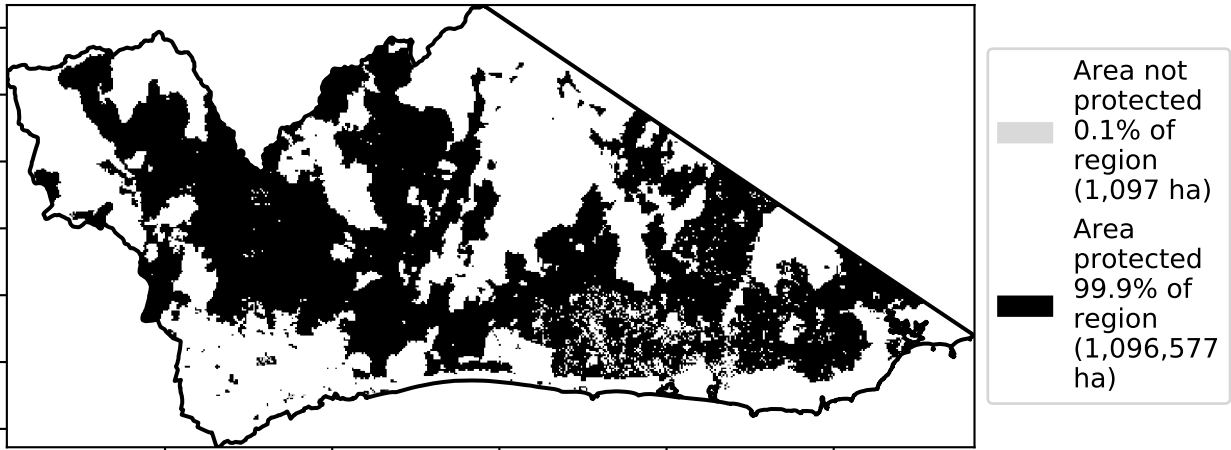 Area not
protected
0.1% of
region
(1,097 ha)
Area
protected
99.9% of
region
(1,096,577
ha)